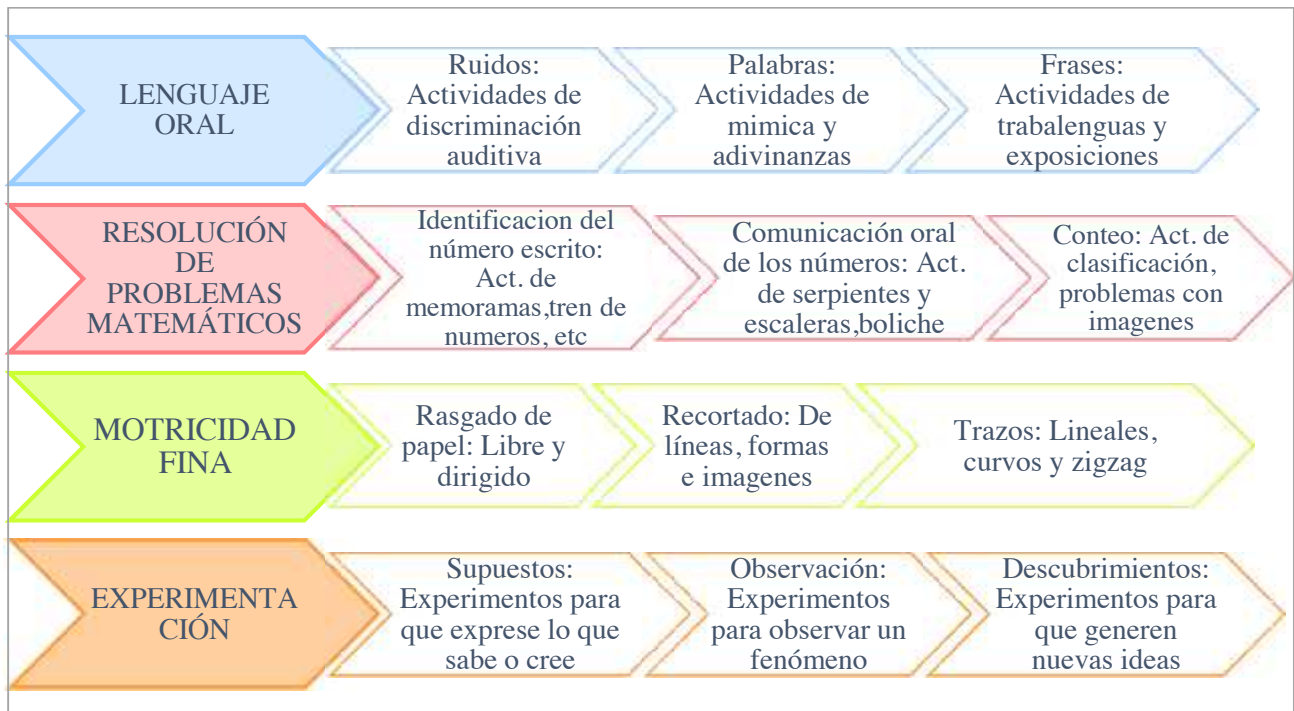 LENGUAJE
ORAL
Ruidos:
Actividades de
discriminación
auditiva
Palabras:
Actividades de
mimica y
adivinanzas
Frases:
Actividades de
trabalenguas y
exposiciones
RESOLUCIÓN
DE
PROBLEMAS
MATEMÁTICOS
Identificacion del
número escrito:
Act. de
memoramas,tren de
numeros, etc
Comunicación oral
de los números: Act.
de serpientes y
escaleras,boliche
Conteo: Act. de
clasificación,
problemas con
imagenes
MOTRICIDAD
FINA
Rasgado de
papel: Libre y
dirigido
Recortado: De
líneas, formas
e imagenes
Trazos: Lineales,
curvos y zigzag
EXPERIMENTA
CIÓN
Supuestos:
Experimentos para
que exprese lo que
sabe o cree
Observación:
Experimentos
para observar un
fenómeno
Descubrimientos:
Experimentos para
que generen
nuevas ideas